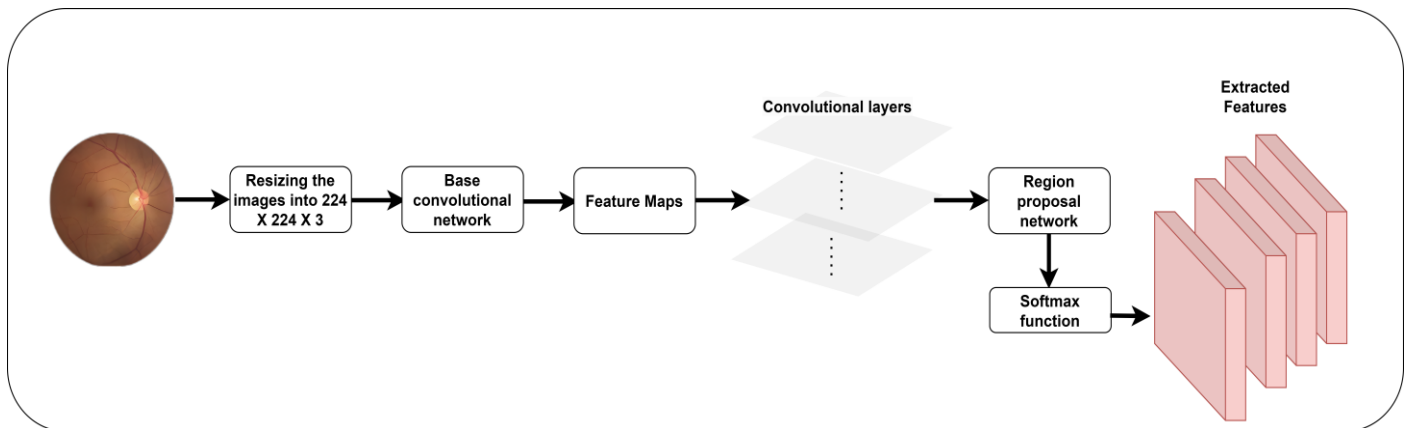 Resizing the
images into 224
X 224 X 3
Base
convolutional
network
Feature Maps
Convolutional layers
Region
proposal
network
Softmax
function
Extracted
Features